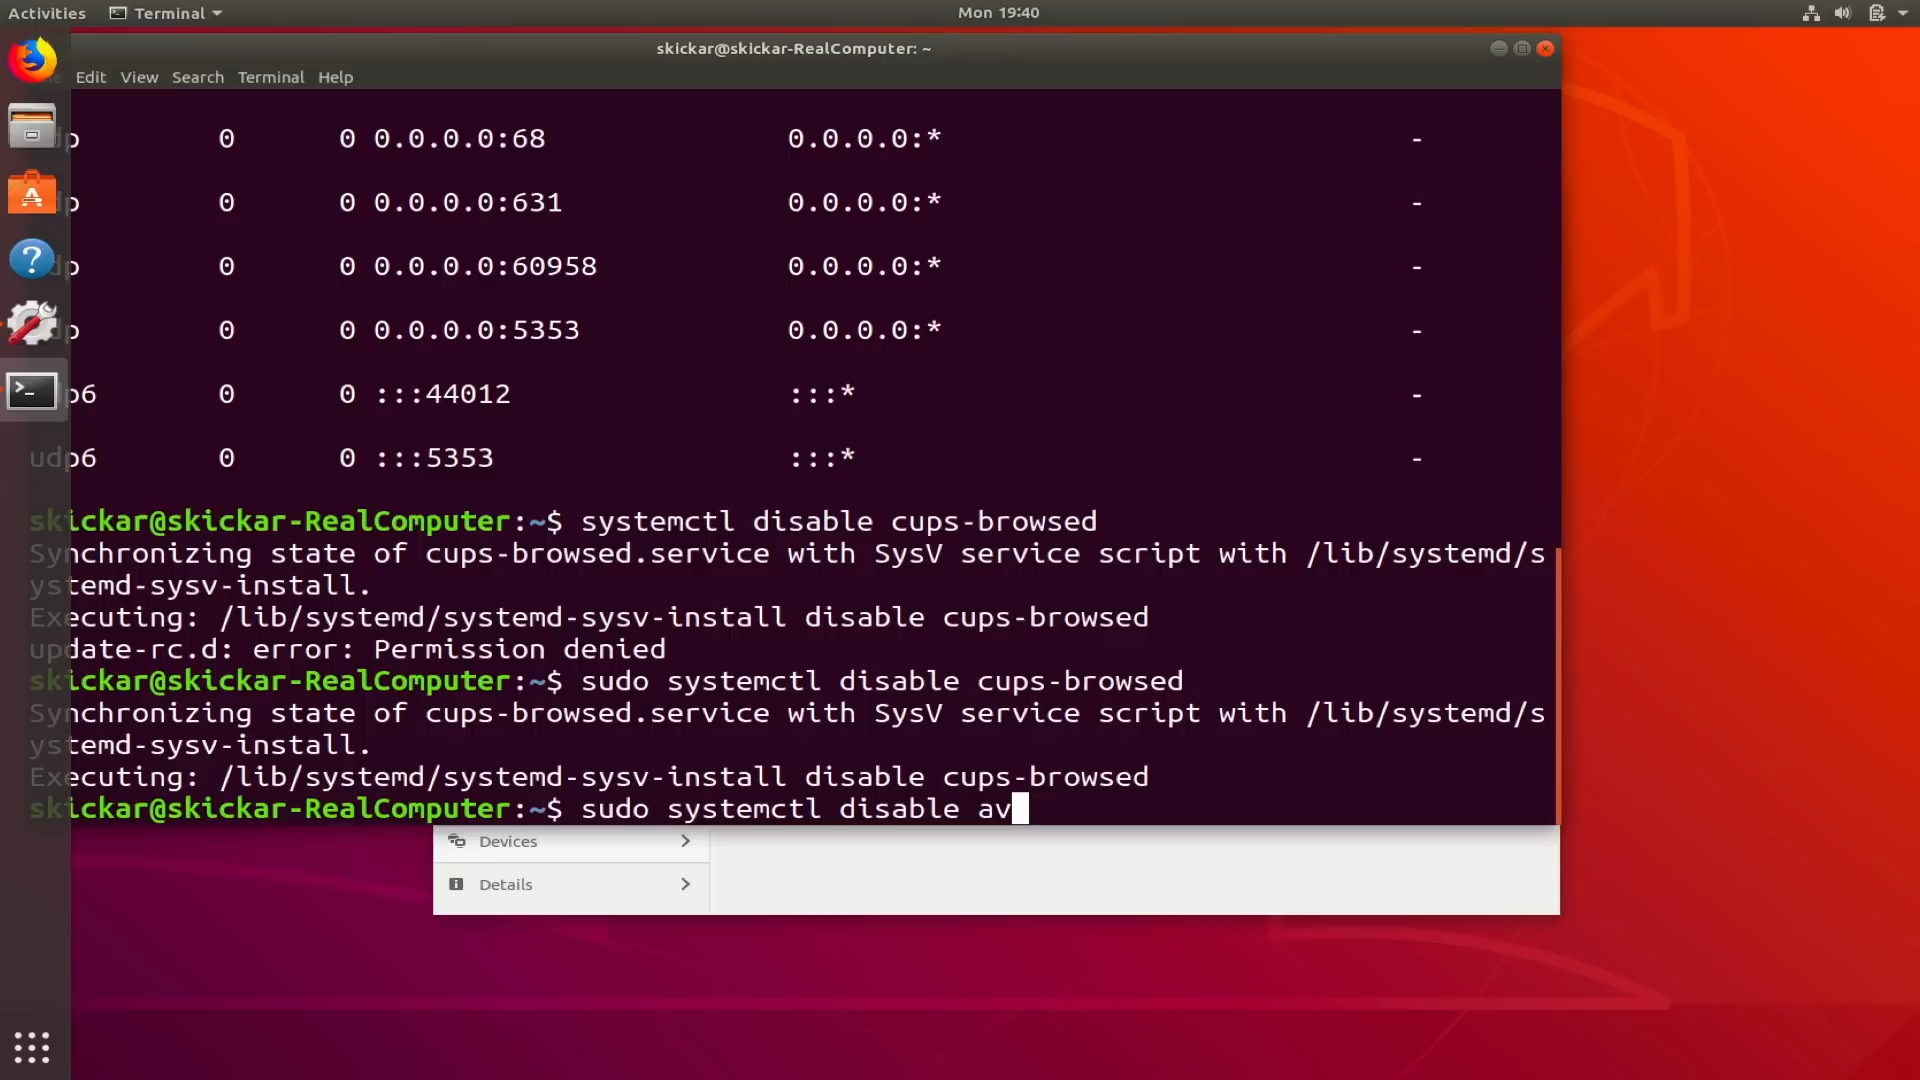 Activities Terminal Mon 19:40
skickar@skickar-RealComputer: ~
Edit View Search Terminal Help
udp 0 0 0.0.0.0:68 0.0.0.0:* -
udp 0 0 0.0.0.0:631 0.0.0.0:* -
udp 0 0 0.0.0.0:60958 0.0.0.0:* -
udp 0 0 0.0.0.0:5353 0.0.0.0:* -
udp6 0 0 :::44012 :::* -
udp6 0 0 :::5353 :::* -
skickar@skickar-RealComputer:~$ systemctl disable cups-browsed
Synchronizing state of cups-browsed.service with SysV service script with /lib/systemd/s
ystemd-sysv-install.
Executing: /lib/systemd/systemd-sysv-install disable cups-browsed
update-rc.d: error: Permission denied
skickar@skickar-RealComputer:~$ sudo systemctl disable cups-browsed
Synchronizing state of cups-browsed.service with SysV service script with /lib/systemd/s
ystemd-sysv-install.
Executing: /lib/systemd/systemd-sysv-install disable cups-browsed
skickar@skickar-RealComputer:~$ sudo systemctl disable av
Devices
Details